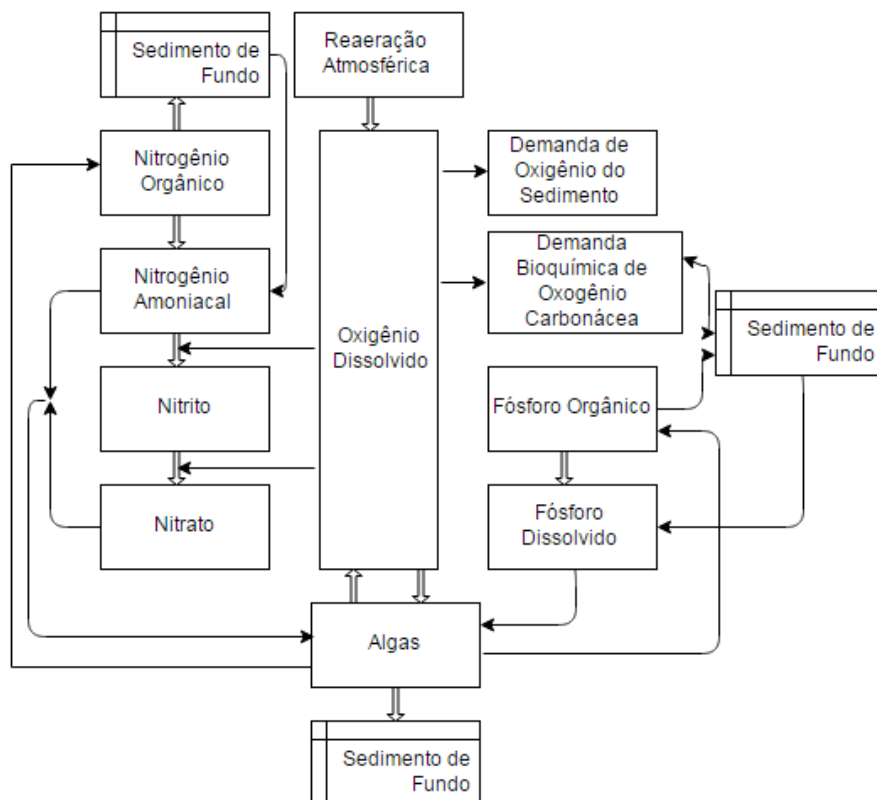 Sedimento de
Fundo
Reaeração
Atmosférica
Nitrogênio
Orgânico
Demanda de
Oxigênio do
Sedimento
Nitrogênio
Amoniacal
Demanda
Bioquímica de
Oxogênio
Carbonácea
Oxigênio
Dissolvido
Sedimento de
Fundo
Nitrito
Fósforo Orgânico
Nitrato
Fósforo
Dissolvido
Algas
Sedimento de
Fundo